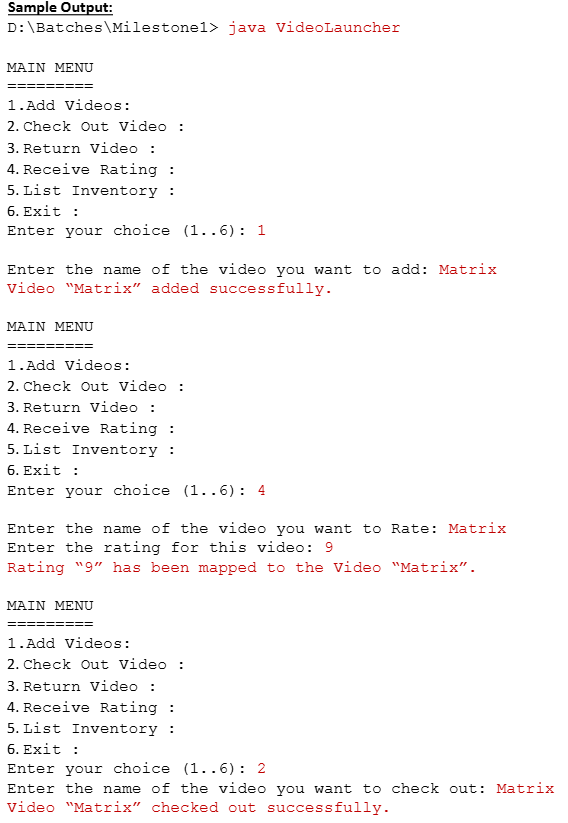 Sample Output:
D:\Batches\Milestone1> java VideoLauncher
MAIN MENU
=========
1.Add Videos:
2.Check Out Video :
3.Return Video :
4.Receive Rating :
5.List Inventory :
6.Exit :
Enter your choice (1..6): 1
Enter the name of the video you want to add: Matrix
Video “Matrix” added successfully.
MAIN MENU
=========
1.Add Videos:
2.Check Out Video :
3.Return Video :
4.Receive Rating :
5.List Inventory :
6.Exit :
Enter your choice (1..6): 4
Enter the name of the video you want to Rate: Matrix
Enter the rating for this video: 9
Rating “9” has been mapped to the Video “Matrix”.
MAIN MENU
=========
1.Add Videos:
2.Check Out Video :
3.Return Video :
4.Receive Rating :
5.List Inventory :
6.Exit :
Enter your choice (1..6): 2
Enter the name of the video you want to check out: Matrix
Video “Matrix” checked out successfully.